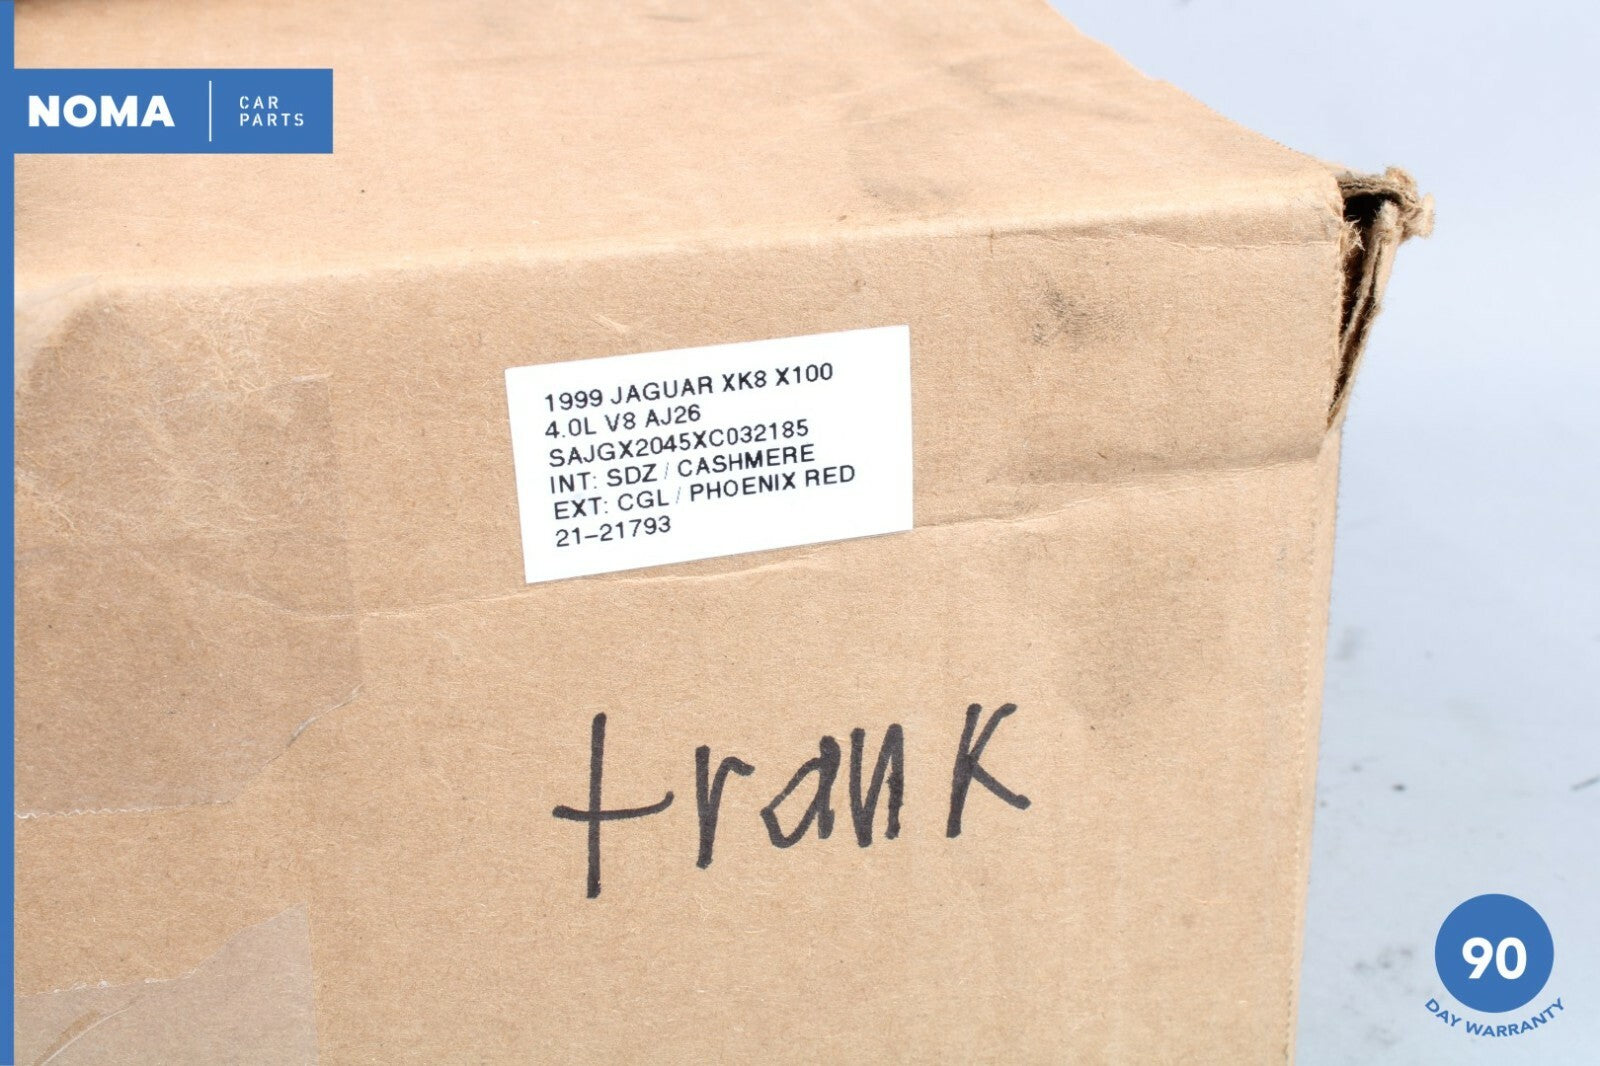 NOMA
CAR
PARTS
1999 JAGUAR XK8 X100
4.0L V8 AJ26
SAJGX2045XC032185
INT: SDZ / CASHMERE
EXT: CGL / PHOENIX RED
21-21793
trank
90
DAY WARRANTY